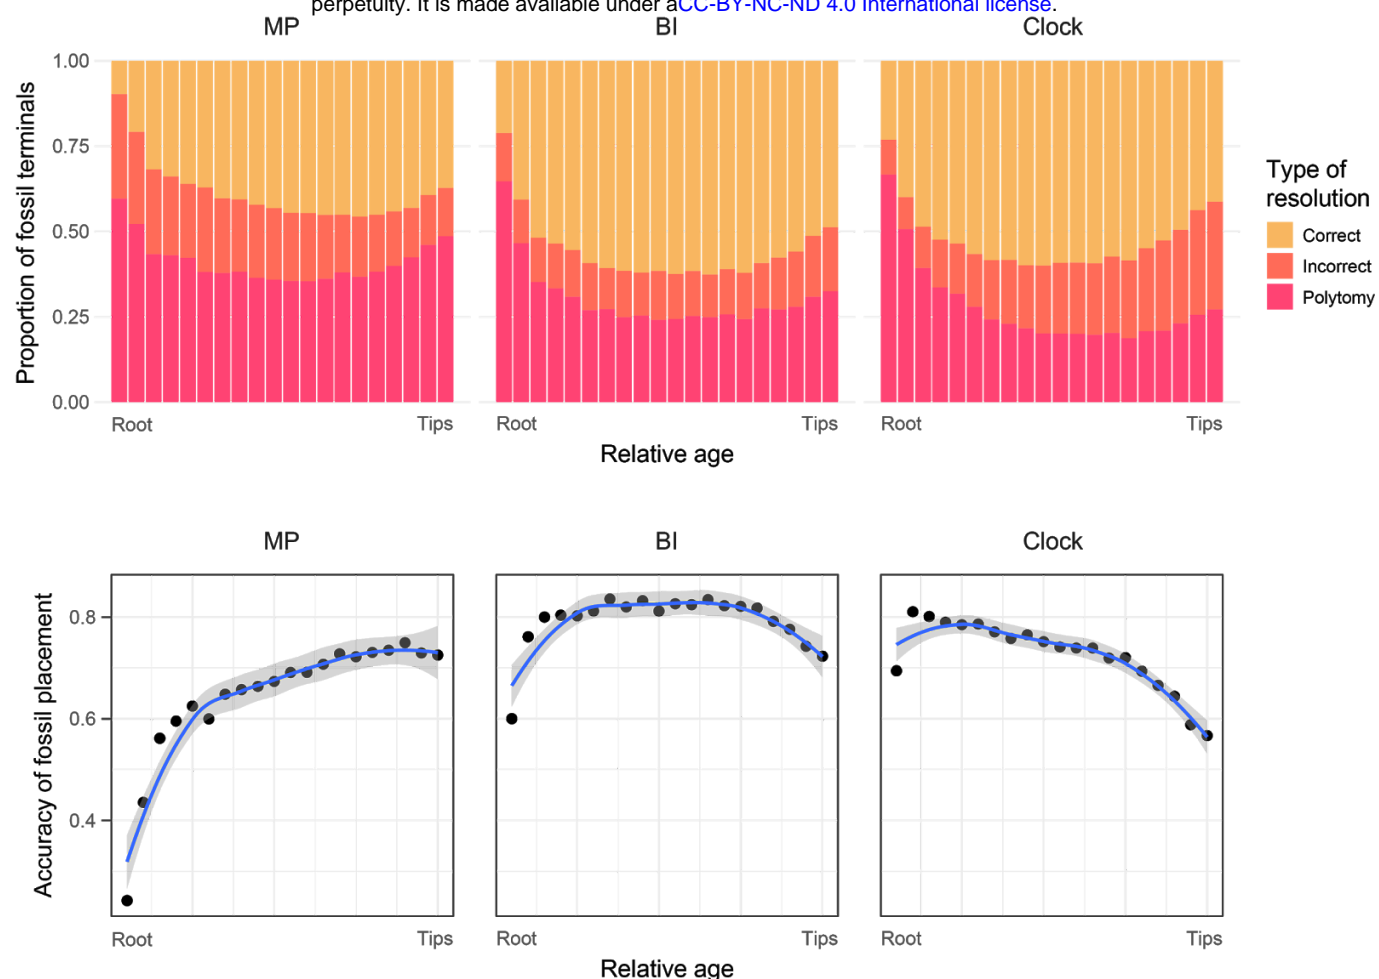 perpetuity. It is made available under aCC-BY-NC-ND 4.0 International license.
MP BI Clock
Proportion of fossil terminals
1.00
0.75
0.50
0.25
0.00
Root Tips Root Tips Root Tips
Relative age
Type of
resolution
Correct
Incorrect
Polytomy
MP BI Clock
Accuracy of fossil placement
0.8
0.6
0.4
Root Tips Root Tips Root Tips
Relative age